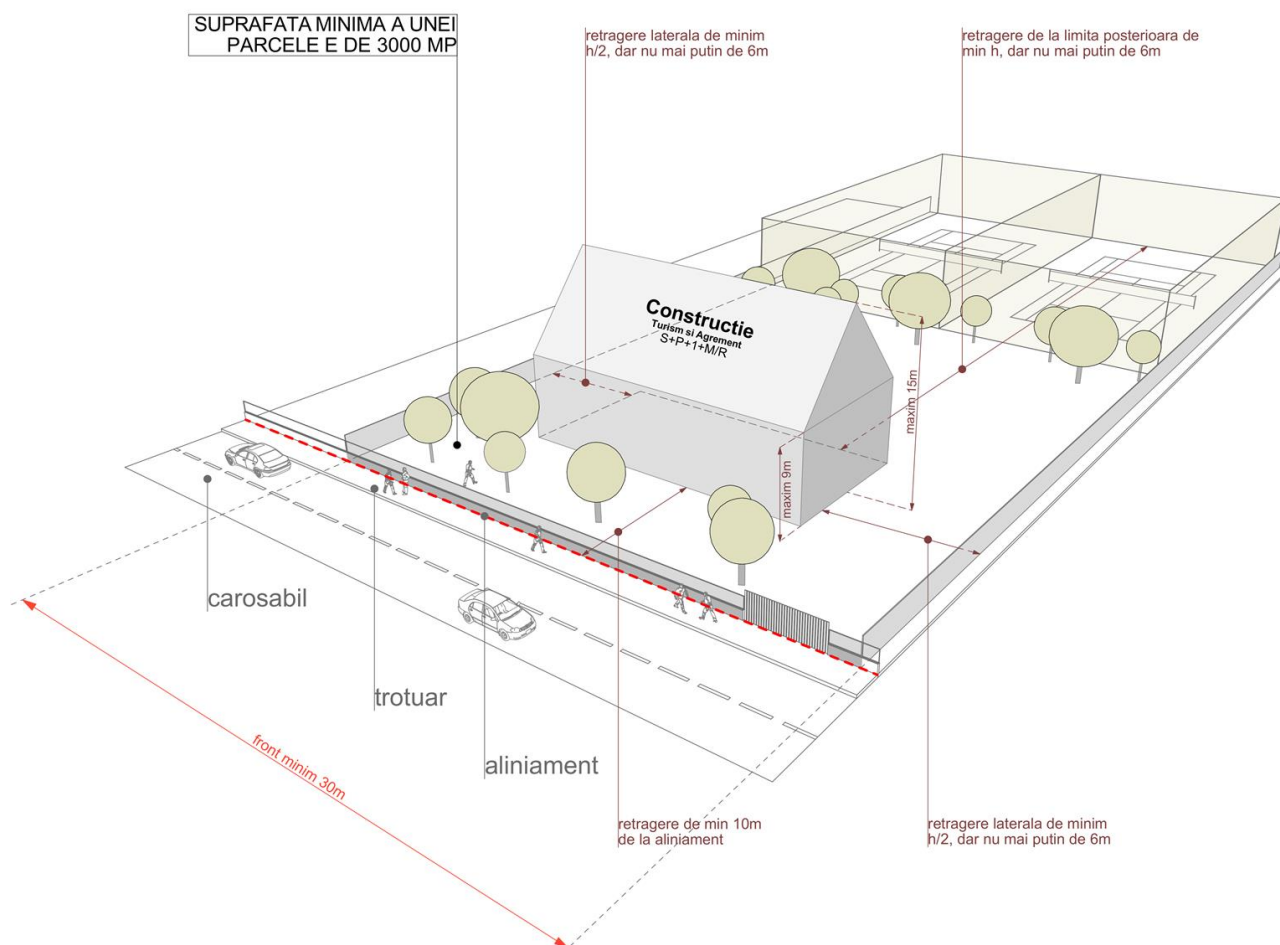 SUPRAFATA MINIMA A UNEI
PARCELE E DE 3000 MP
retragere laterala de minim
h/2, dar nu mai putin de 6m
retragere de la limita posterioara de
min h, dar nu mai putin de 6m
Constructie
Turism si Agrement
S+P+1+M/R
maxim 15m
maxim 9m
carosabil
trotuar
aliniament
front minim 30m
retragere de min 10m
de la aliniament
retragere laterala de minim
h/2, dar nu mai putin de 6m